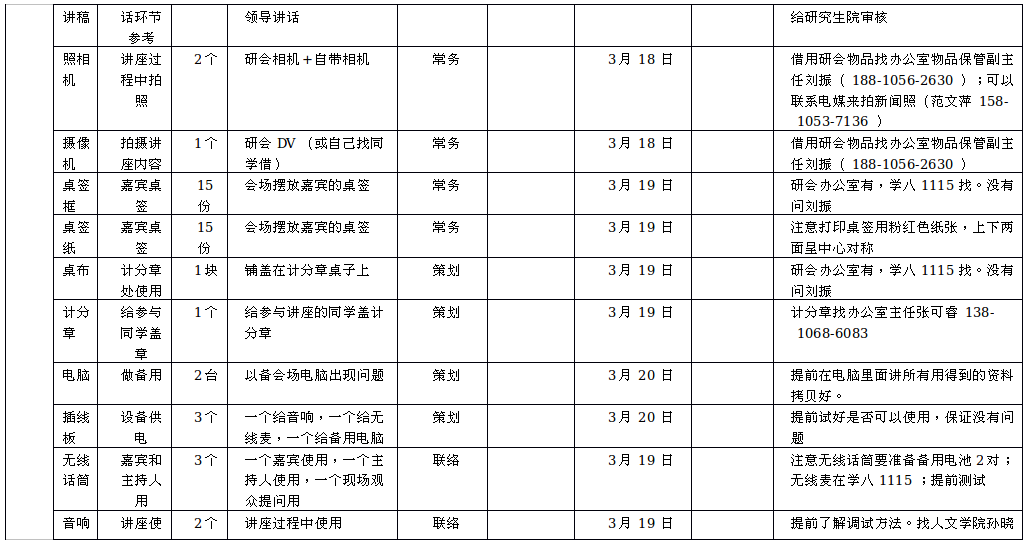 讲稿 话环节 领导讲话 给研究生院审核
参考
照相 讲座过 2个 研会相机+自带相机 常务 3月 18 日 借用研会物品找办公室物品保管副主
机 程中拍 任刘振（ 188-1056-2630 ）；可以
照 联系电媒来拍新闻照（范文萍 158-
1053-7136 ）
摄像 拍摄讲 1个 研会 DV （或自己找同 常务 3月 18 日 借用研会物品找办公室物品保管副主
机 座内容 学借） 任刘振（ 188-1056-2630 ）
桌签 嘉宾桌 15 会场摆放嘉宾的桌签 常务 3月 19 日 研会办公室有，学八 1115 找。没有
框 签 份 问刘振
桌签 嘉宾桌 15 会场摆放嘉宾的桌签 常务 3月 19 日 注意打印桌签用粉红色纸张，上下两
纸 签 份 面呈中心对称
桌布 计分章 1块 铺盖在计分章桌子上 策划 3月 19 日 研会办公室有，学八 1115 找。没有
处使用 问刘振
计分 给参与 1个 给参与讲座的同学盖计 策划 3月 19 日 计分章找办公室主任张可睿 138-
章 同学盖 分章 1068-6083
章
电脑 做备用 2台 以备会场电脑出现问题 策划 3月 20 日 提前在电脑里面讲所有用得到的资料
拷贝好。
插线 设备供 3个 一个给音响，一个给无 策划 3月 20 日 提前试好是否可以使用，保证没有问
板 电 线麦，一个给备用电脑 题
无线 嘉宾和 3个 一个嘉宾使用，一个主 联络 3月 19 日 注意无线话筒要准备备用电池 2对；
话筒 主持人 持人使用，一个现场观 无线麦在学八 1115 ；提前测试
用 众提问用
音响 讲座使 2个 讲座过程中使用 联络 3月 19 日 提前了解调试方法。找人文学院孙晓